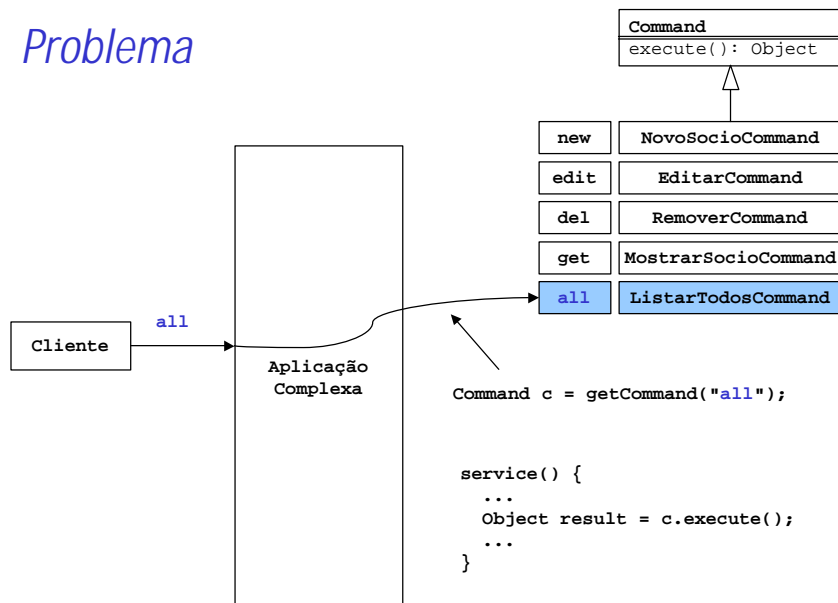 Problema
Command
execute(): Object
new NovoSocioCommand
edit EditarCommand
del RemoverCommand
get MostrarSocioCommand
all ListarTodosCommand
all
Cliente
Aplicação
Complexa
Command c = getCommand("all");
service() {
...
Object result = c.execute();
...
}